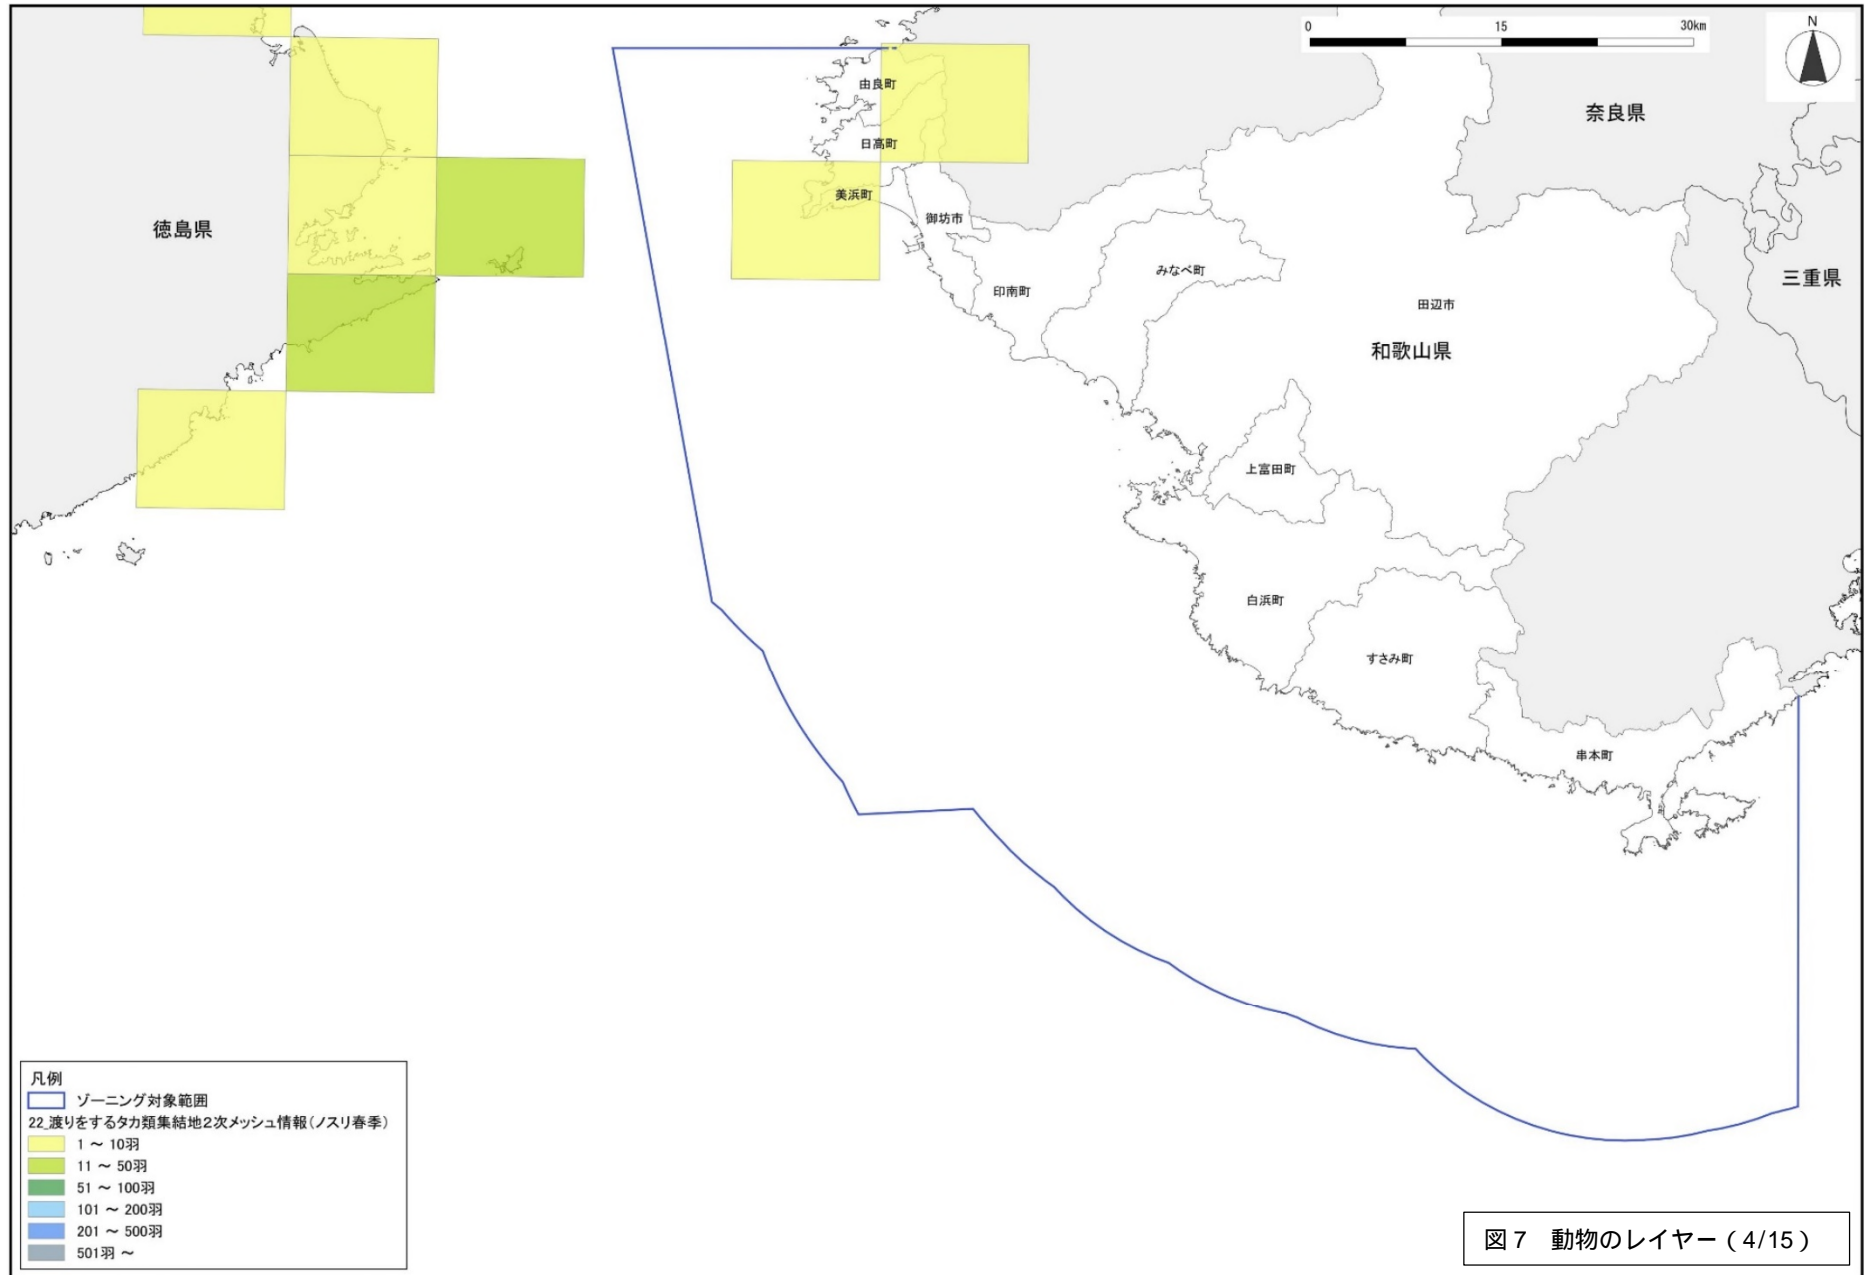 0 15 30km
N
由良町
奈良県
日高町
美浜町
御坊市
徳島県
みなべ町
三重県
印南町
田辺市
和歌山県
上富田町
白浜町
すさみ町
串本町
凡例
ゾーニング対象範囲
22_渡りをするタカ類集結地2次メッシュ情報(ノスリ春季)
1 ~ 10羽
11 ~ 50羽
51 ~ 100羽
101 ~ 200羽
201 ~ 500羽
501羽 ~
図7 動物のレイヤー(4/15)